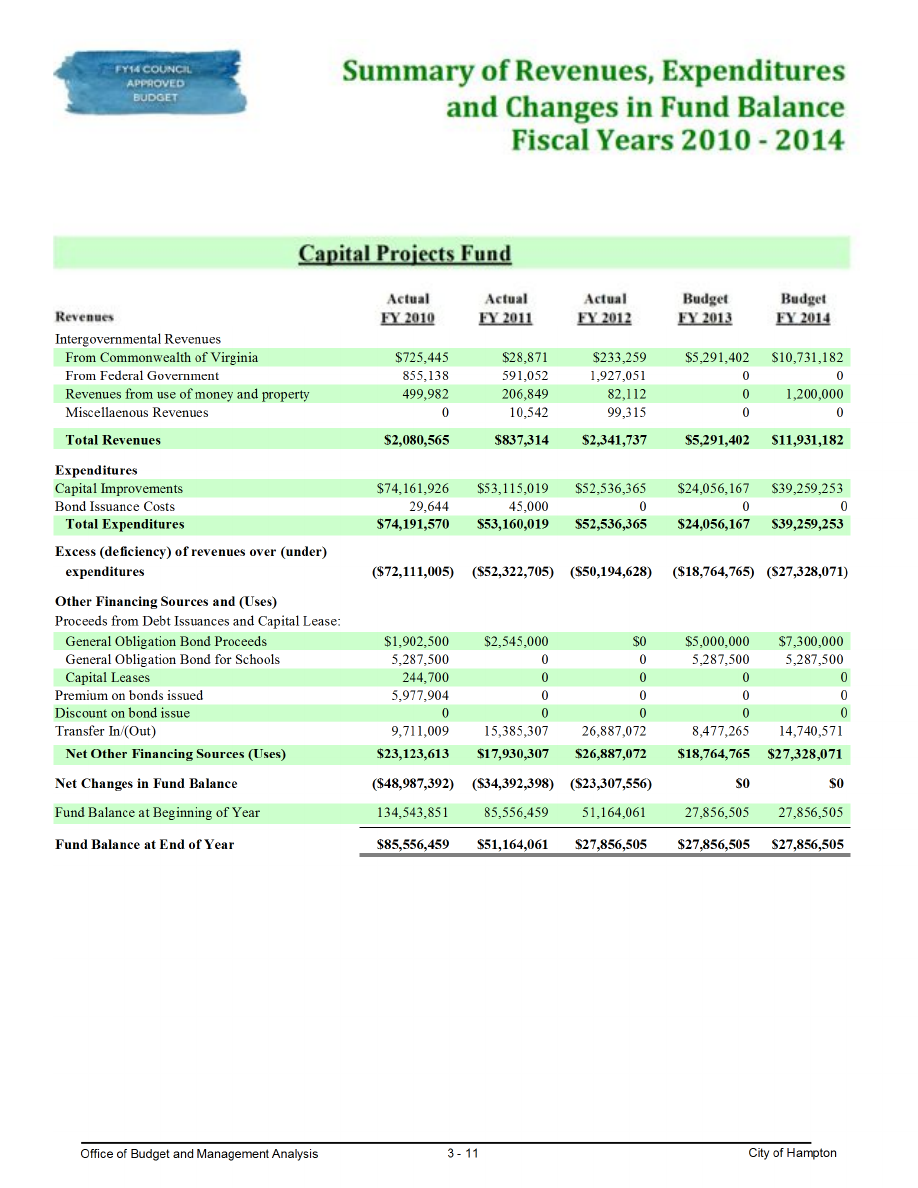 FY14 COUNCIL
APPROVED
BUDGET
Summary of Revenues, Expenditures
and Changes in Fund Balance
Fiscal Years 2010 - 2014
Capital Projects Fund
Actual Actual Actual Budget Budget
Revenues FY 2010 FY 2011 FY 2012 FY 2013 FY 2014
Intergovernmental Revenues
From Commonwealth of Virginia $725,445 $28,871 $233,259 $5,291,402 $10,731,182
From Federal Government 855,138 591,052 1,927,051 0 0
Revenues from use of money and property 499,982 206,849 82,112 0 1,200,000
Miscellaenous Revenues 0 10,542 99,315 0 0
Total Revenues $2,080,565 $837,314 $2,341,737 $5,291,402 $11,931,182
Expenditures
Capital Improvements $74,161,926 $53,115,019 $52,536,365 $24,056,167 $39,259,253
Bond Issuance Costs 29,644 45,000 0 0 0
Total Expenditures $74,191,570 $53,160,019 $52,536,365 $24,056,167 $39,259,253
Excess (deficiency) of revenues over (under)
expenditures ($72,111,005) ($52,322,705) ($50,194,628) ($18,764,765) ($27,328,071)
Other Financing Sources and (Uses)
Proceeds from Debt Issuances and Capital Lease:
General Obligation Bond Proceeds $1,902,500 $2,545,000 $0 $5,000,000 $7,300,000
General Obligation Bond for Schools 5,287,500 0 0 5,287,500 5,287,500
Capital Leases 244,700 0 0 0 0
Premium on bonds issued 5,977,904 0 0 0 0
Discount on bond issue 0 0 0 0 0
Transfer In/(Out) 9,711,009 15,385,307 26,887,072 8,477,265 14,740,571
Net Other Financing Sources (Uses) $23,123,613 $17,930,307 $26,887,072 $18,764,765 $27,328,071
Net Changes in Fund Balance ($48,987,392) ($34,392,398) ($23,307,556) $0 $0
Fund Balance at Beginning of Year 134,543,851 85,556,459 51,164,061 27,856,505 27,856,505
Fund Balance at End of Year $85,556,459 $51,164,061 $27,856,505 $27,856,505 $27,856,505
Office of Budget and Management Analysis 3 - 11 City of Hampton